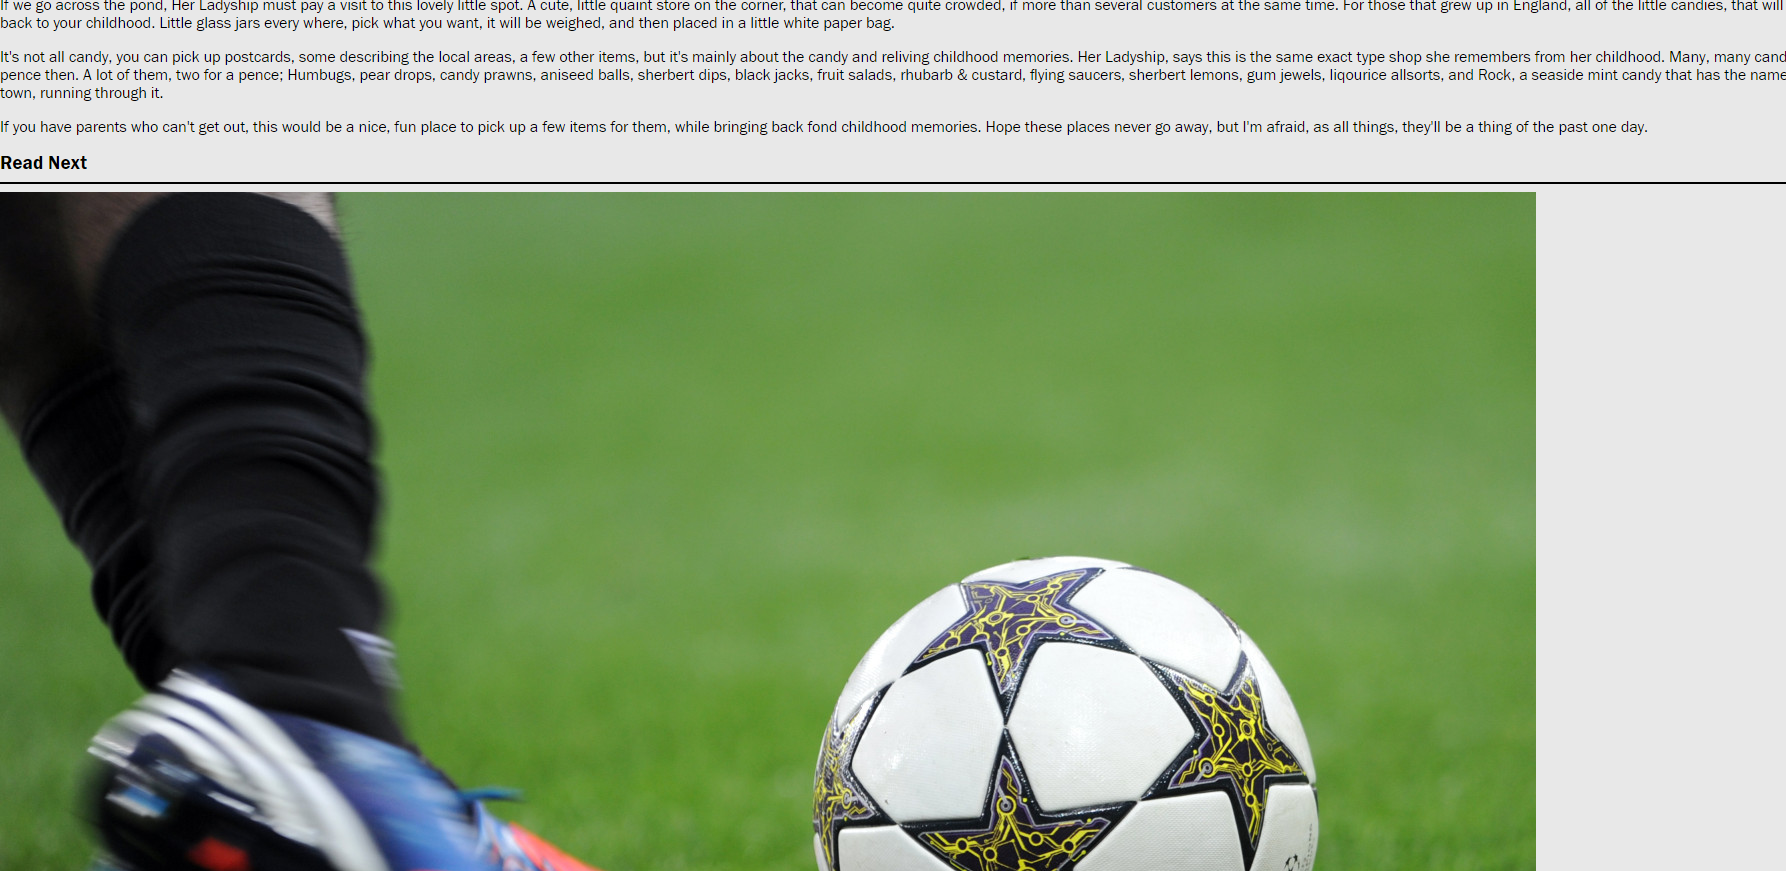 If we go across the pond, Her Ladyship must pay a visit to this lovely little spot. A cute, little quaint store on the corner, that can become quite crowded, if more than several customers at the same time. For those that grew up in England, all of the little candies, that will
back to your childhood. Little glass jars every where, pick what you want, it will be weighed, and then placed in a little white paper bag.
It's not all candy, you can pick up postcards, some describing the local areas, a few other items, but it's mainly about the candy and reliving childhood memories. Her Ladyship, says this is the same exact type shop she remembers from her childhood. Many, many cand
pence then. A lot of them, two for a pence; Humbugs, pear drops, candy prawns, aniseed balls, sherbert dips, black jacks, fruit salads, rhubarb & custard, flying saucers, sherbert lemons, gum jewels, liqourice allsorts, and Rock, a seaside mint candy that has the name
town, running through it.
If you have parents who can't get out, this would be a nice, fun place to pick up a few items for them, while bringing back fond childhood memories. Hope these places never go away, but I'm afraid, as all things, they'll be a thing of the past one day.
Read Next